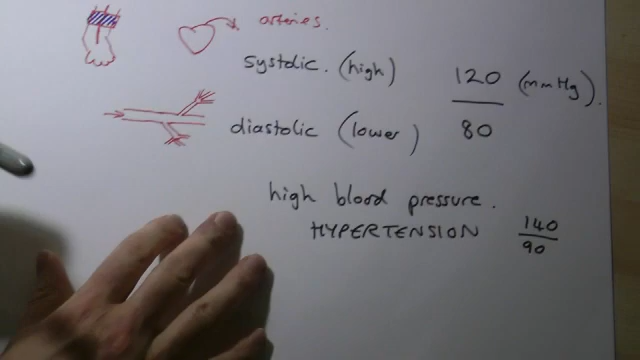 arteries.
systolic. (high)
120 (mmHg).
diastolic (lower)
80
high blood pressure.
HYPERTENSION
140
90